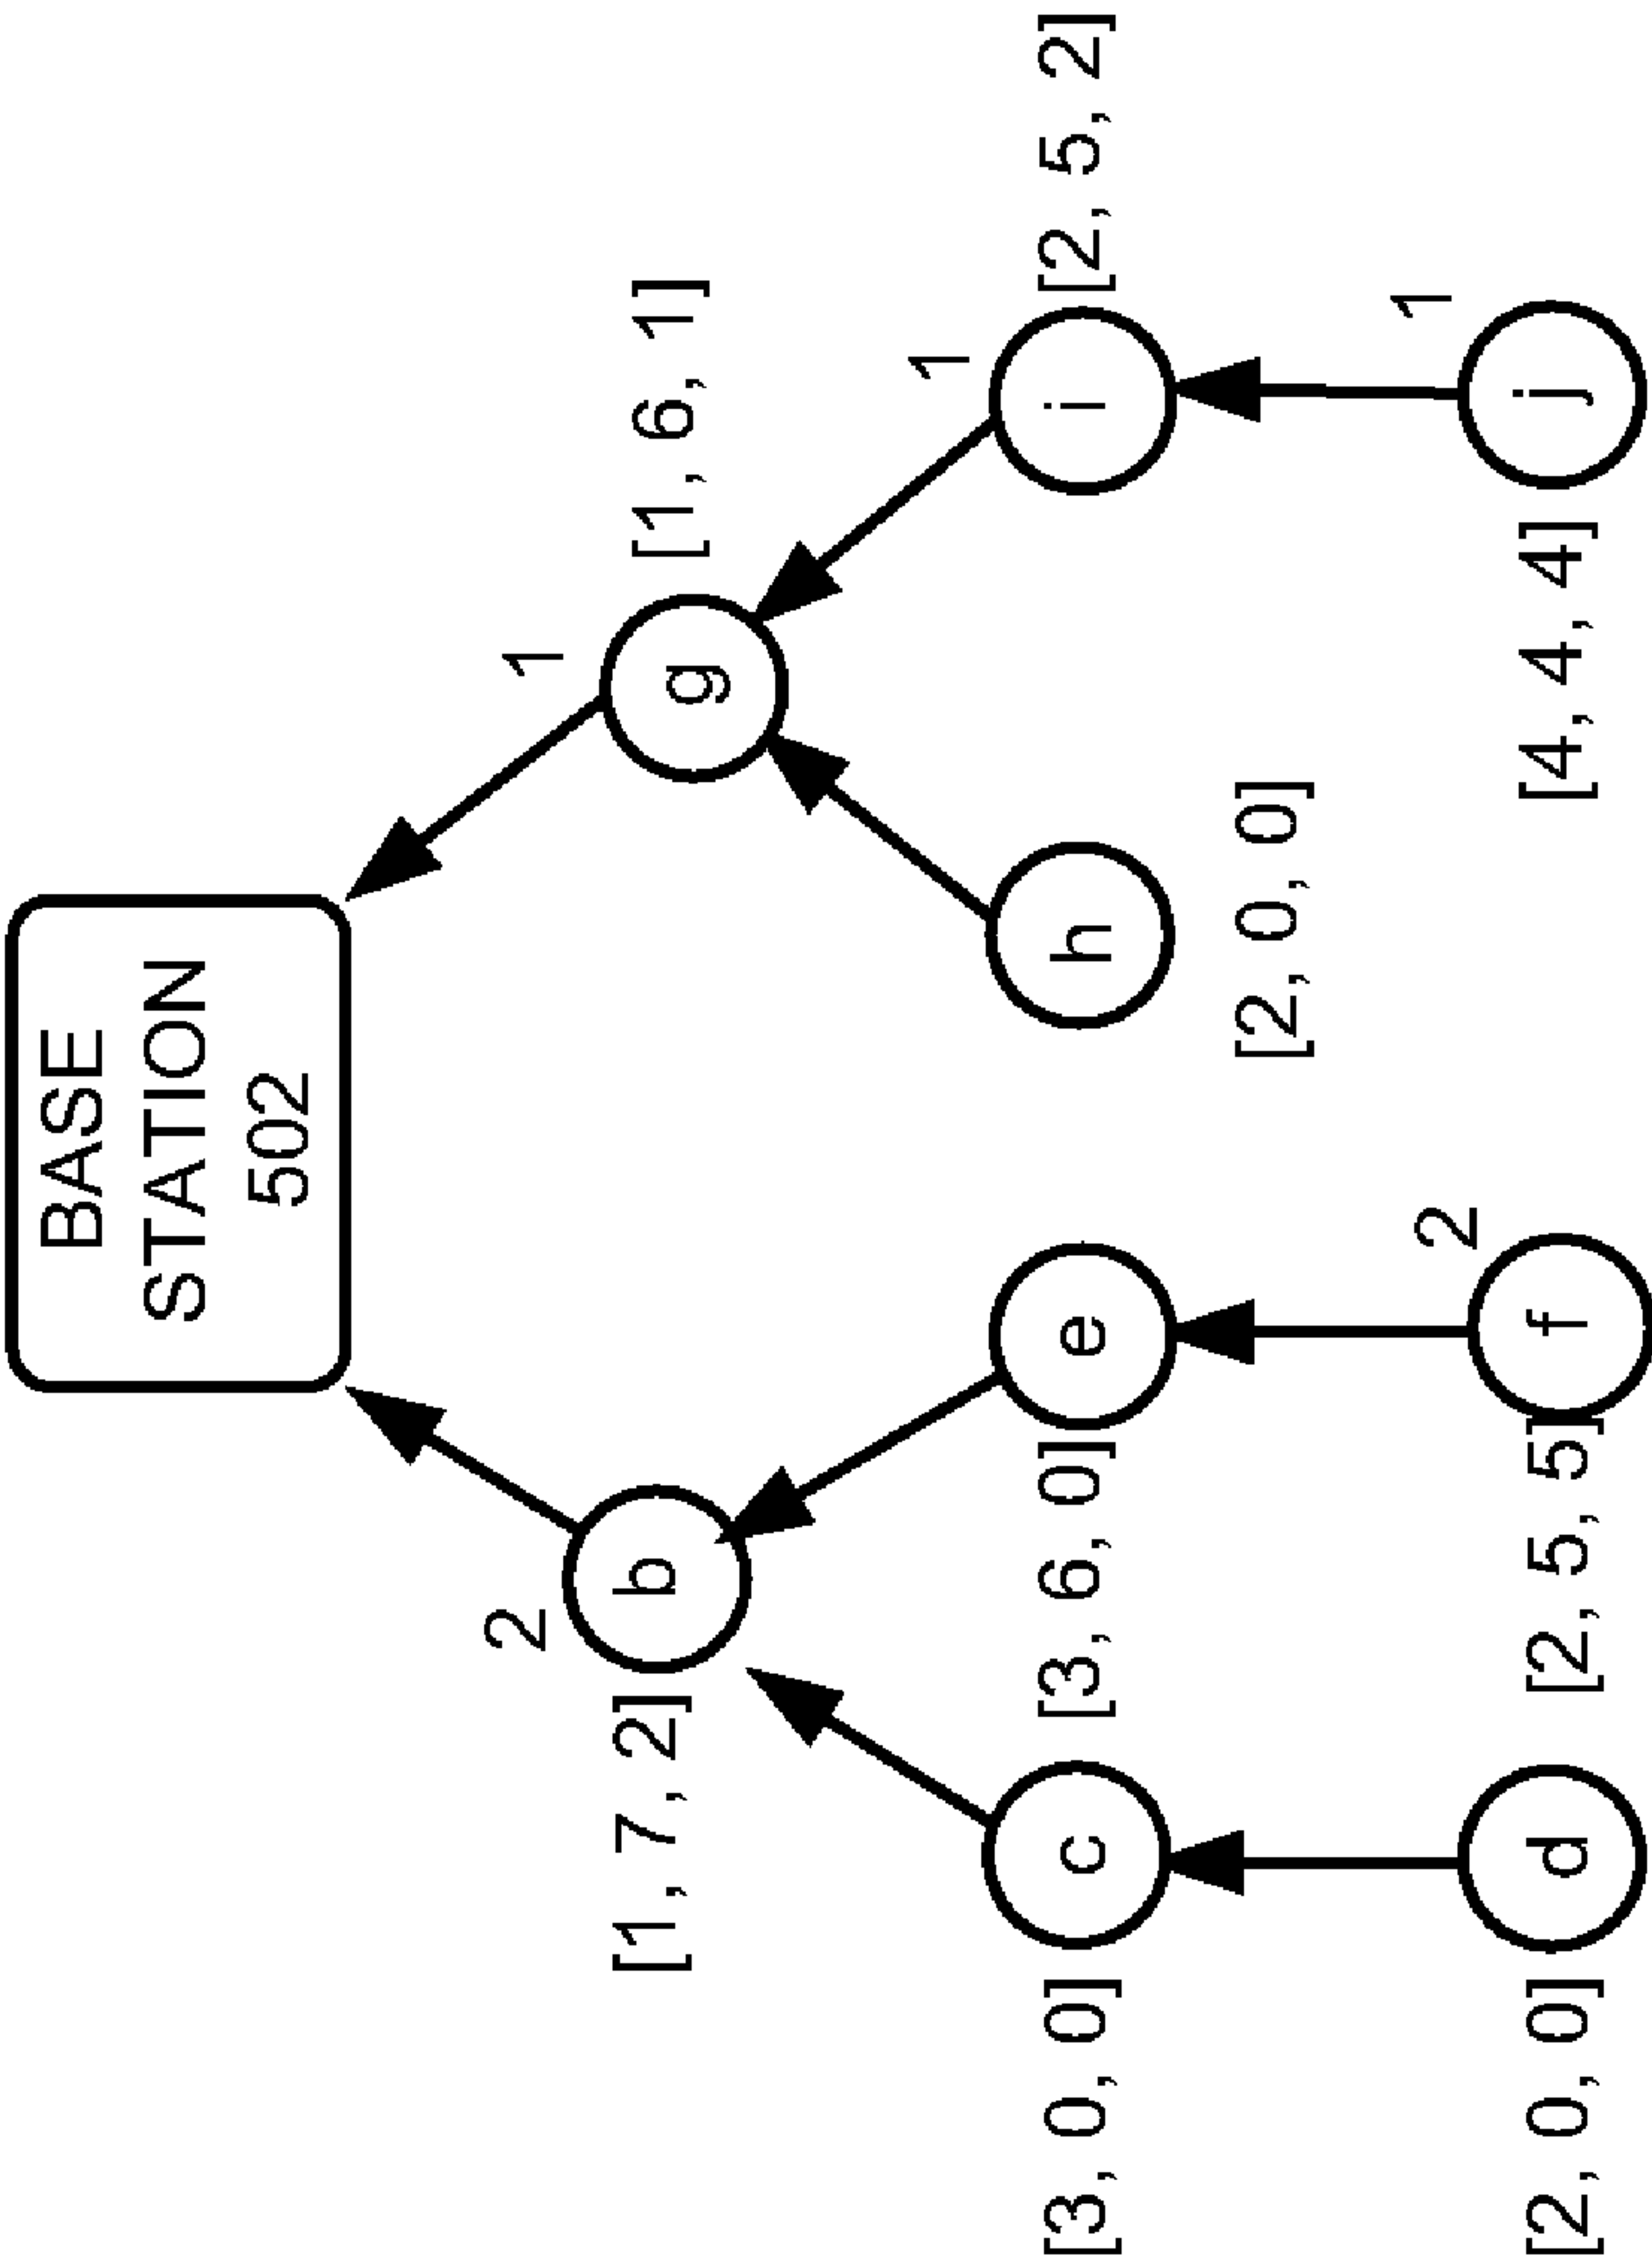 BASE
STATION
502
2
1
[1, 7, 2]
b
g
[1, 6, 1]
1
[3, 0, 0]
c
[3, 6, 0]
e
h
i
[2, 5, 2]
[2, 0, 0]
2
1
[2, 0, 0]
d
[2, 5, 5]
f
[4, 4, 4]
j